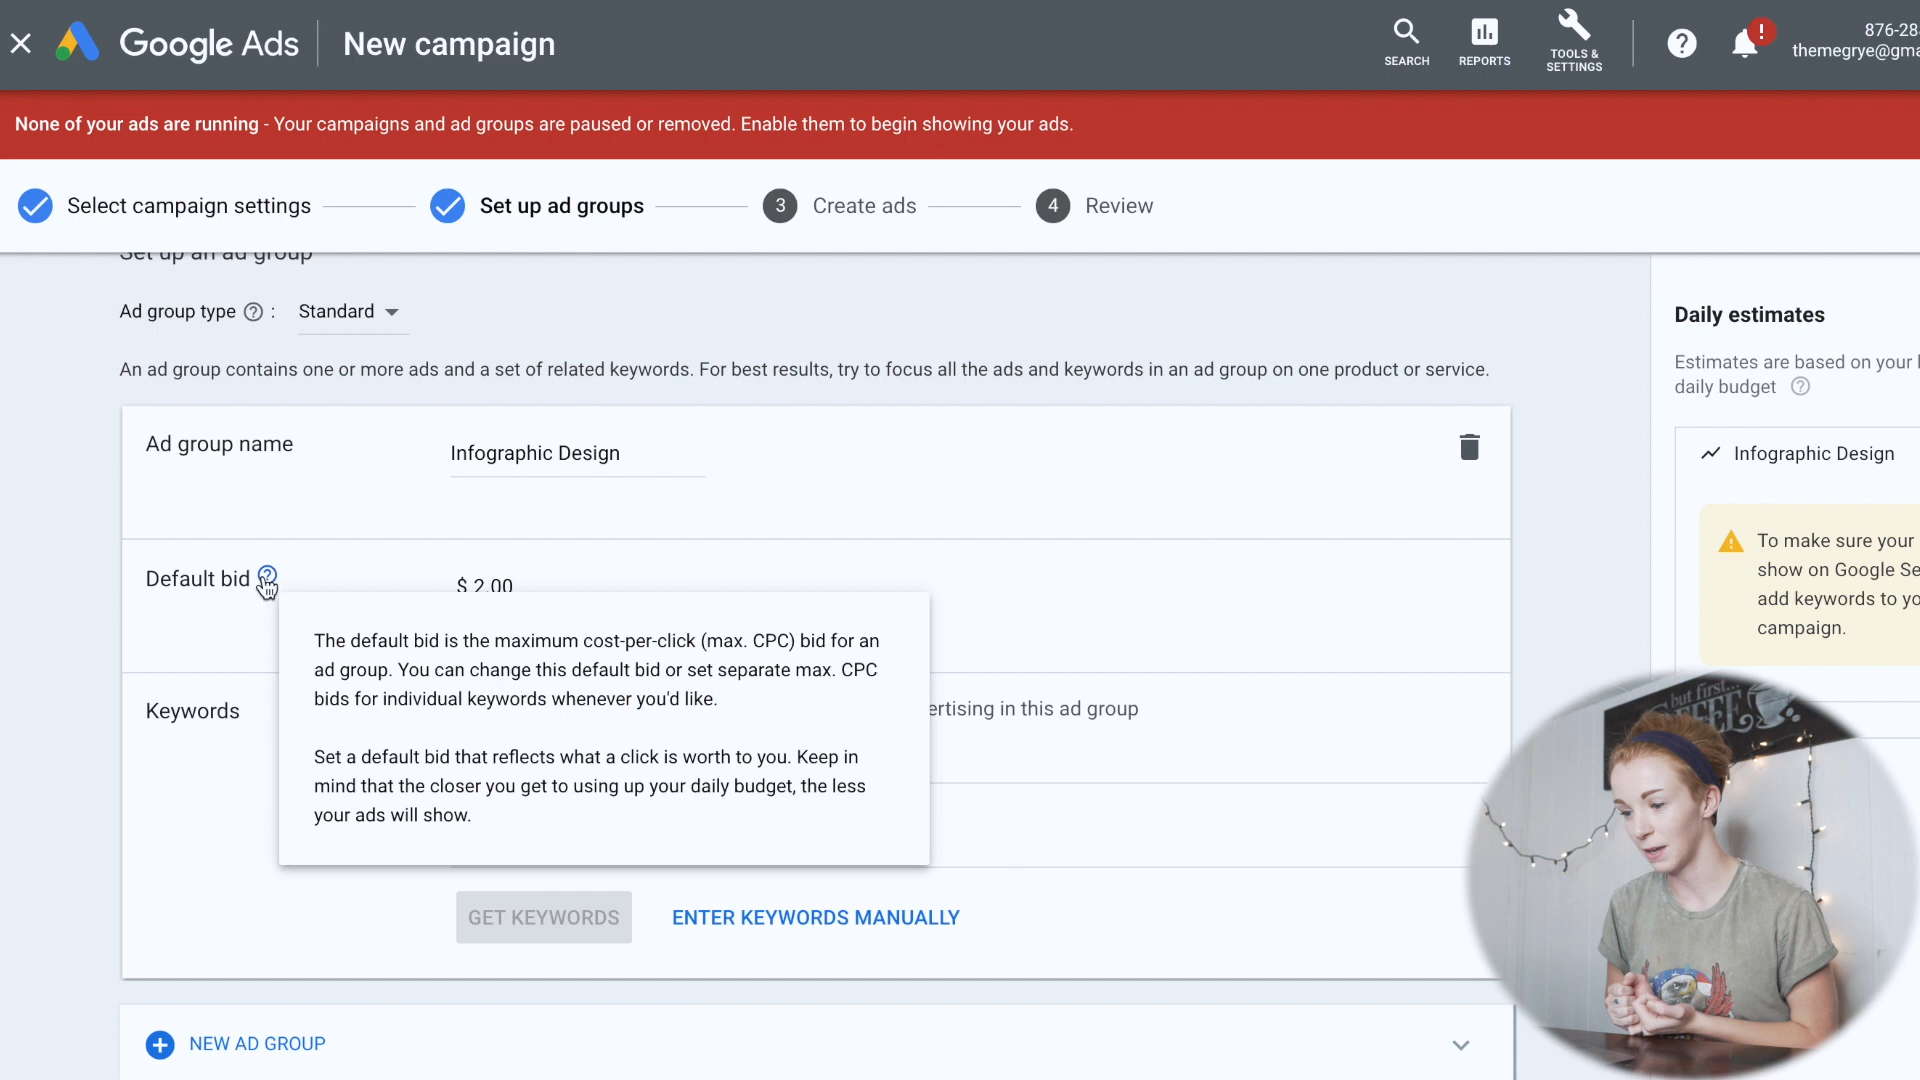 Google Ads
New campaign
SEARCH
REPORTS
TOOLS &
SETTINGS
876-28
themegrye@gma
None of your ads are running - Your campaigns and ad groups are paused or removed. Enable them to begin showing your ads.
Select campaign settings
Set up ad groups
3 Create ads
4 Review
Set up an ad group
Ad group type ? :
Standard
An ad group contains one or more ads and a set of related keywords. For best results, try to focus all the ads and keywords in an ad group on one product or service.
Ad group name
Infographic Design
Default bid ?
$ 2.00
The default bid is the maximum cost-per-click (max. CPC) bid for an
ad group. You can change this default bid or set separate max. CPC
bids for individual keywords whenever you'd like.
Set a default bid that reflects what a click is worth to you. Keep in
mind that the closer you get to using up your daily budget, the less
your ads will show.
Keywords
ertising in this ad group
GET KEYWORDS
ENTER KEYWORDS MANUALLY
NEW AD GROUP
Daily estimates
Estimates are based on your
daily budget ?
Infographic Design
To make sure your
show on Google Se
add keywords to yo
campaign.
but first...